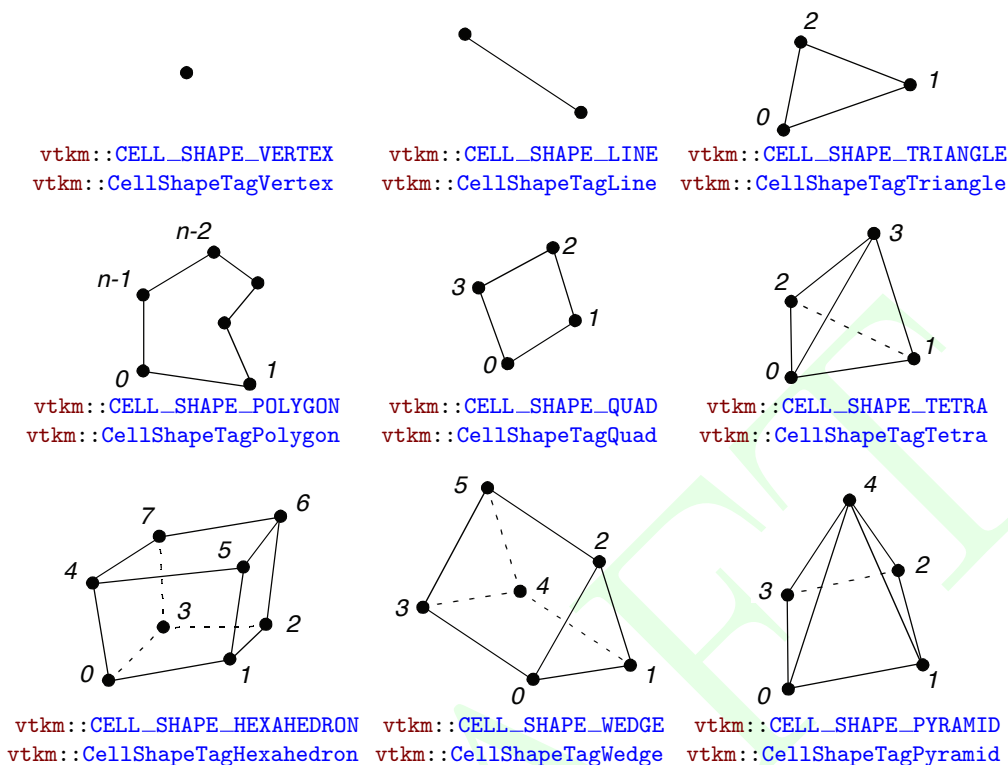 2
1
0
vtkm::CELL_SHAPE_VERTEX
vtkm::CellShapeTagVertex
vtkm::CELL_SHAPE_LINE
vtkm::CellShapeTagLine
vtkm::CELL_SHAPE_TRIANGLE
vtkm::CellShapeTagTriangle
n-2
n-1
0
1
2
3
1
0
3
2
1
0
vtkm::CELL_SHAPE_POLYGON
vtkm::CellShapeTagPolygon
vtkm::CELL_SHAPE_QUAD
vtkm::CellShapeTagQuad
vtkm::CELL_SHAPE_TETRA
vtkm::CellShapeTagTetra
6
7
5
4
3
2
0
1
5
2
4
3
1
0
4
2
3
1
0
vtkm::CELL_SHAPE_HEXAHEDRON
vtkm::CellShapeTagHexahedron
vtkm::CELL_SHAPE_WEDGE
vtkm::CellShapeTagWedge
vtkm::CELL_SHAPE_PYRAMID
vtkm::CellShapeTagPyramid